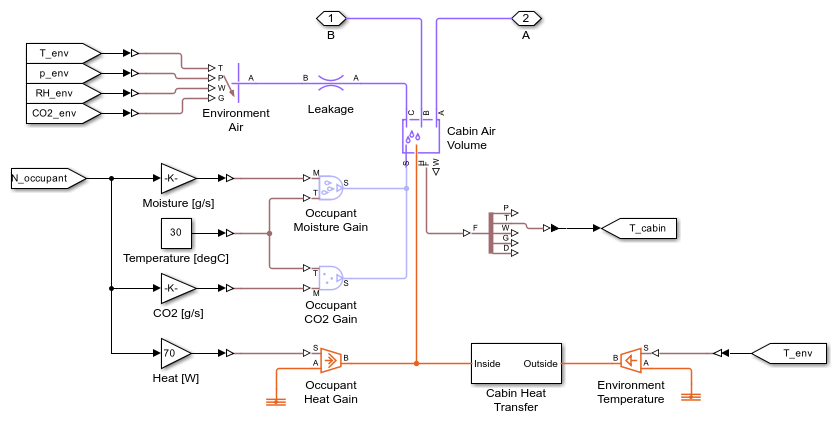 1
B
2
A
T_env
p_env
RH_env
CO2_env
T
P
W
G
A
Environment
Air
B
A
Leakage
C
B
A
Cabin Air
Volume
S
H
F
W
N_occupant
-K-
Moisture [g/s]
M
T
S
Occupant
Moisture Gain
30
Temperature [degC]
-K-
CO2 [g/s]
T
M
S
Occupant
CO2 Gain
F
P
T
W
G
D
T_cabin
70
Heat [W]
S
A
B
Occupant
Heat Gain
Inside
Outside
Cabin Heat
Transfer
B
S
A
Environment
Temperature
T_env